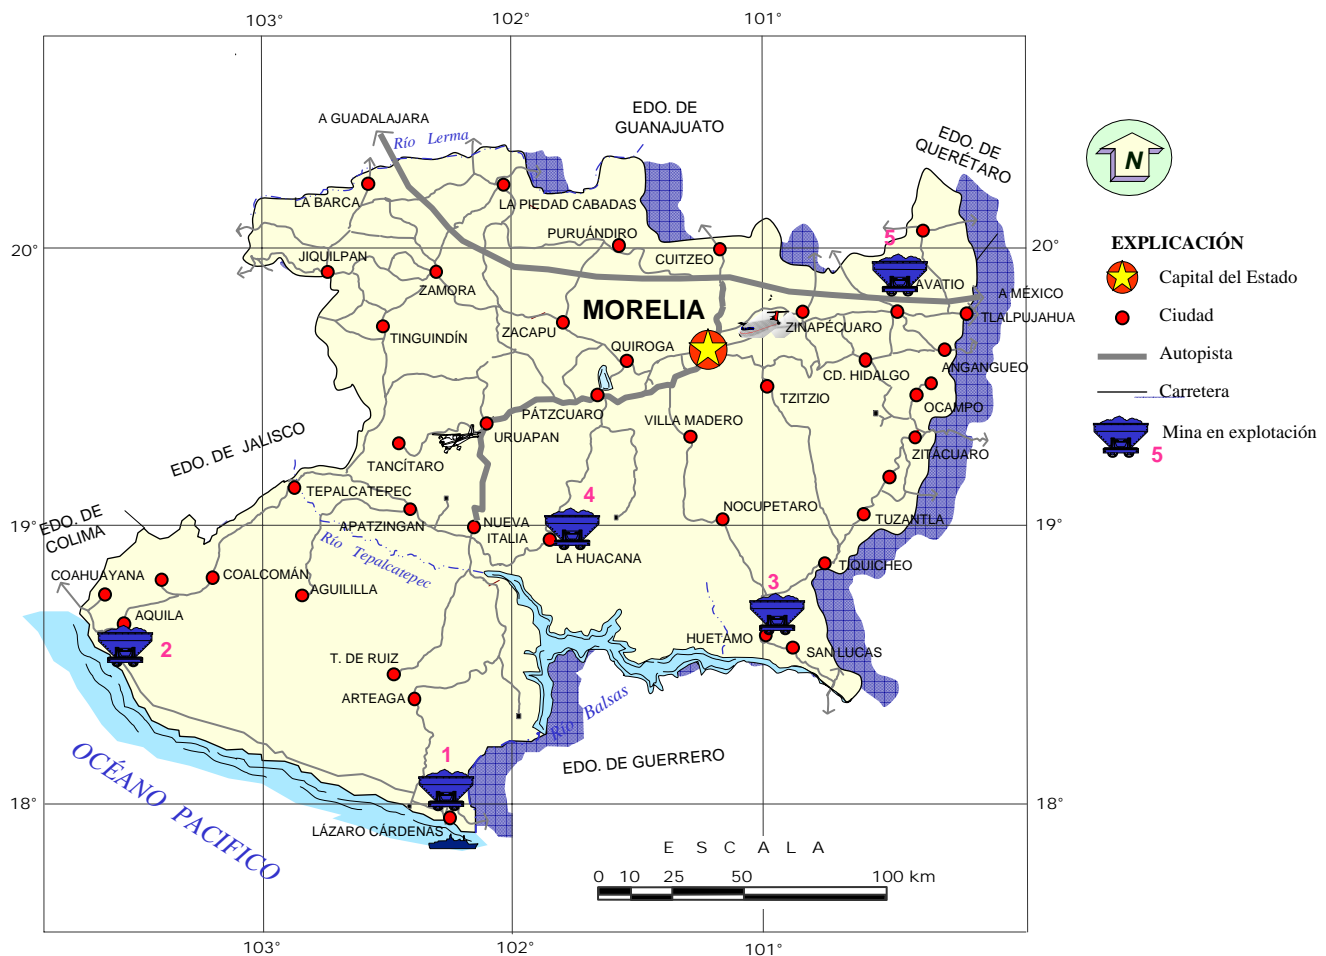 103°
102°
101°
A GUADALAJARA
Río Lerma
EDO. DE
GUANAJUATO
EDO. DE
QUERÉTARO
N
LA BARCA
LA PIEDAD CABADAS
PURUÁNDIRO
CUITZEO
20°
20°
5
JIQUILPAN
ZAMORA
AVATIO
A MÉXICO
EXPLICACIÓN
Capital del Estado
Ciudad
Autopista
Carretera
Mina en explotación
5
MORELIA
TINGUINDÍN
ZACAPU
QUIROGA
ZINAPÉCUARO
TLALPUJAHUA
ANGANGUEO
CD. HIDALGO
TZITZIO
OCAMPO
PÁTZCUARO
VILLA MADERO
URUAPAN
ZITÁCUARO
EDO. DE JALISCO
TANCÍTARO
TEPALCATEPEC
APATZINGAN
NUEVA
ITALIA
4
LA HUACANA
NOCUPETARO
TUZANTLA
19°
19°
EDO. DE
COLIMA
Río Tepalcatepec
COAHUAYANA
COALCOMÁN
AGUILILLA
TIQUICHEO
3
AQUILA
2
HUETAMO
SAN LUCAS
T. DE RUIZ
ARTEAGA
Río Balsas
1
EDO. DE GUERRERO
OCÉANO PACIFICO
18°
18°
LÁZARO CÁRDENAS
E S C A L A
0 10 25 50 100 km
103°
102°
101°